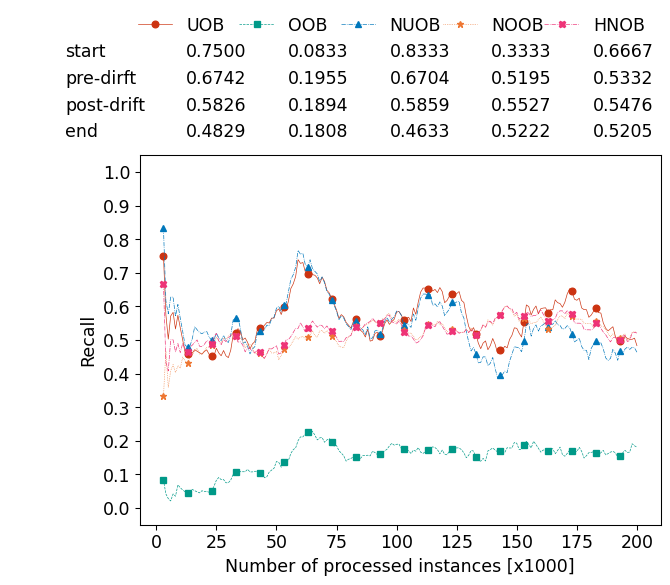 UOB OOB NUOB NOOB HNOB
start 0.7500 0.0833 0.8333 0.3333 0.6667
pre-dirft 0.6742 0.1955 0.6704 0.5195 0.5332
post-drift 0.5826 0.1894 0.5859 0.5527 0.5476
end 0.4829 0.1808 0.4633 0.5222 0.5205
1.0
0.9
0.8
0.7
0.6
0.5
0.4
0.3
0.2
0.1
0.0
Recall
0 25 50 75 100 125 150 175 200
Number of processed instances [x1000]